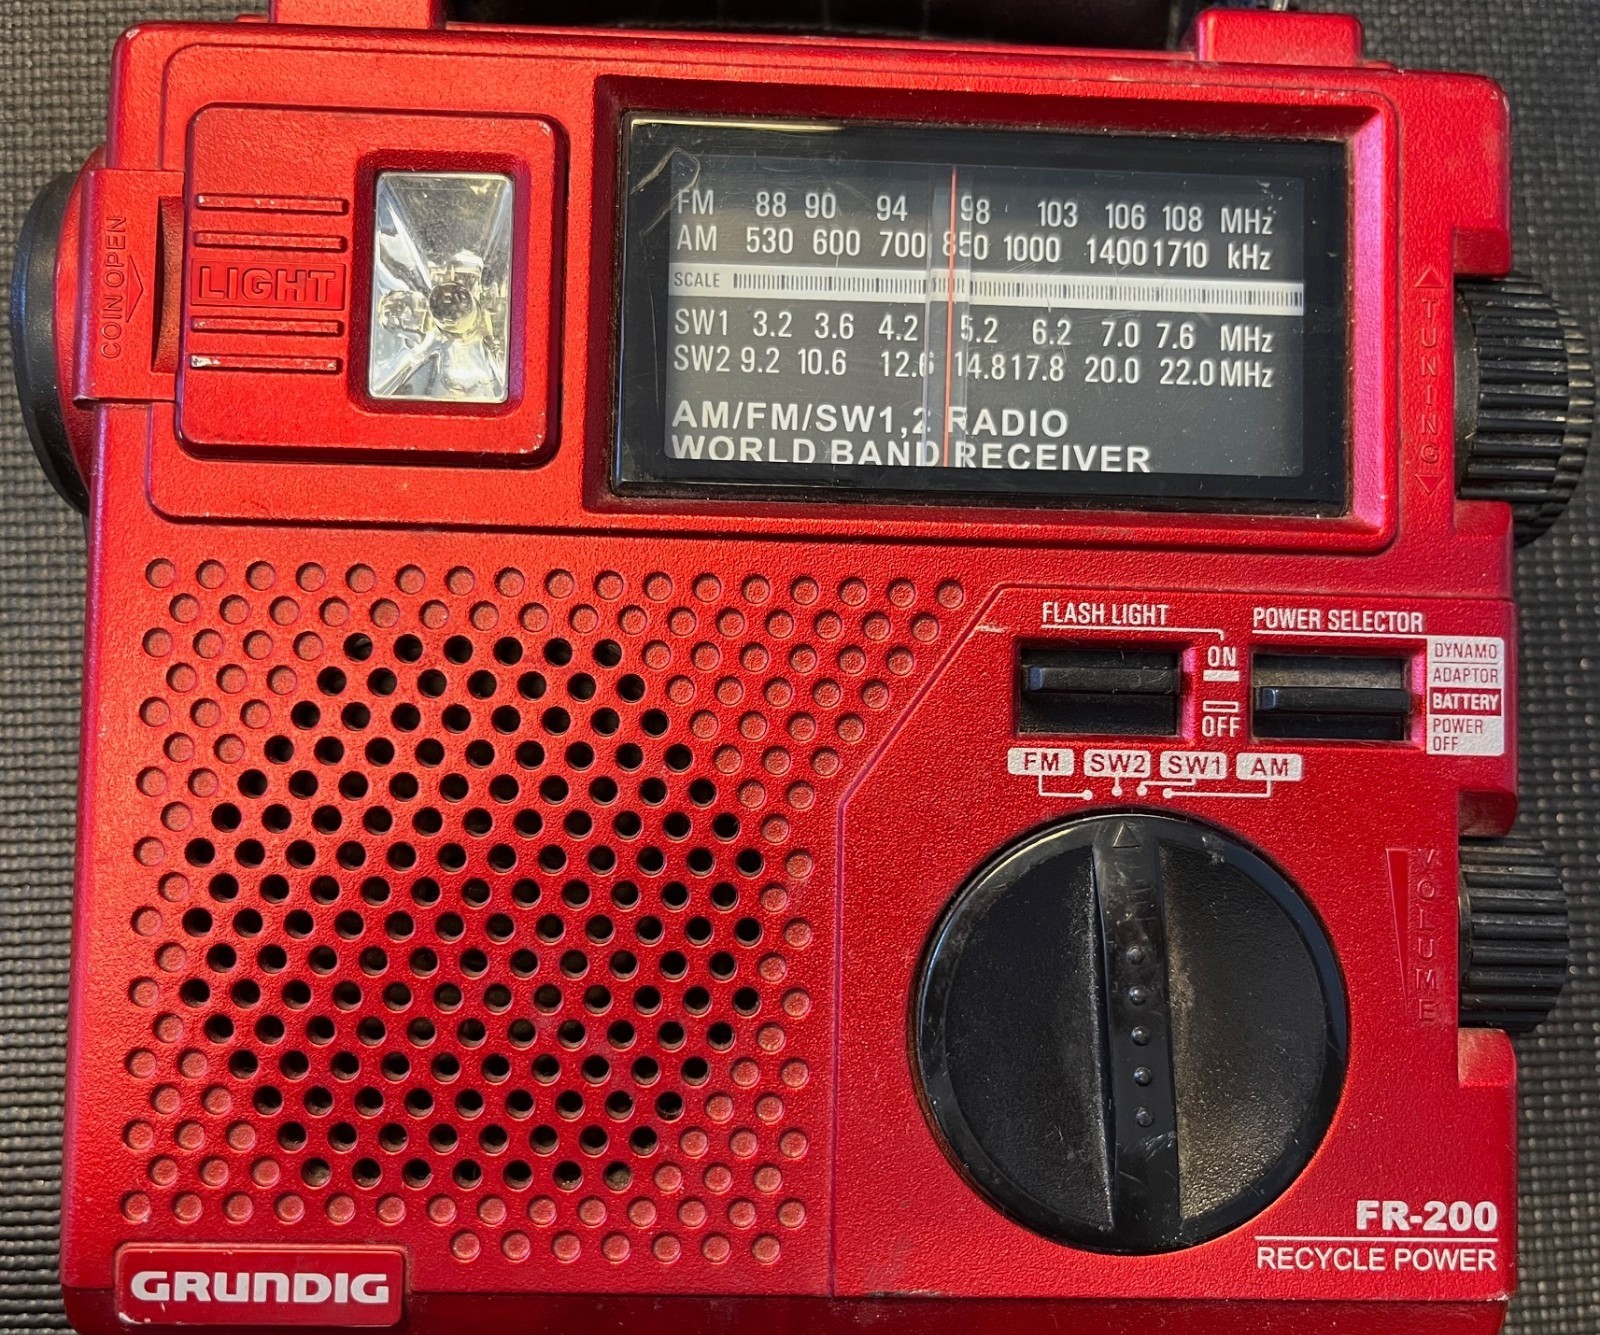 COIN OPEN
LIGHT
FM 88 90 94 98 103 106 108 MHz
AM 530 600 700 850 1000 1400 1710 kHz
SCALE
SW1 3.2 3.6 4.2 5.2 6.2 7.0 7.6 MHz
SW2 9.2 10.6 12.6 14.8 17.8 20.0 22.0 MHz
AM/FM/SW1,2 RADIO
WORLD BAND RECEIVER
TUNING
FLASH LIGHT
ON
OFF
POWER SELECTOR
DYNAMO
ADAPTOR
BATTERY
POWER
OFF
FM SW2 SW1 AM
VOLUME
FR-200
RECYCLE POWER
GRUNDIG